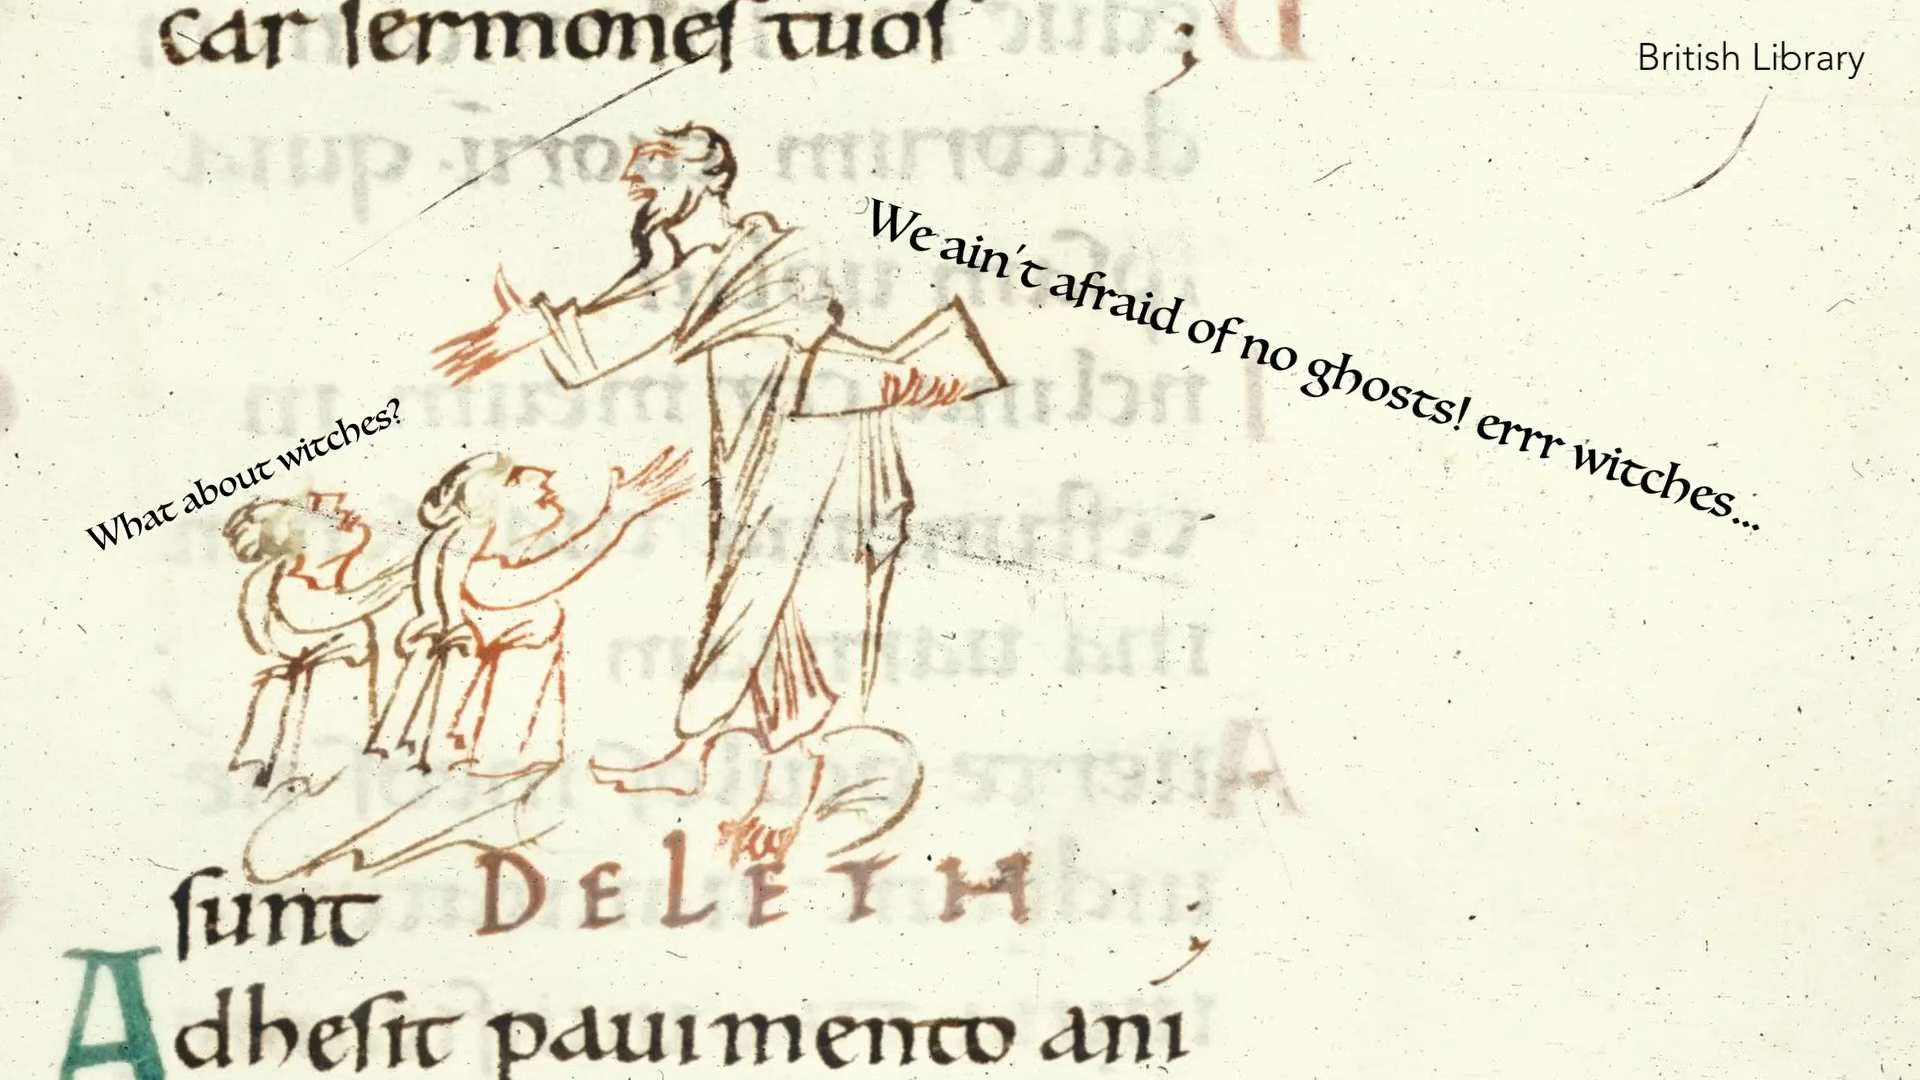 car ſermoneſ tuoſ ;
British Library
We ain't afraid of no ghosts! errr witches...
What about witches?
ſunt DELETH
Adheſit pauimento ani